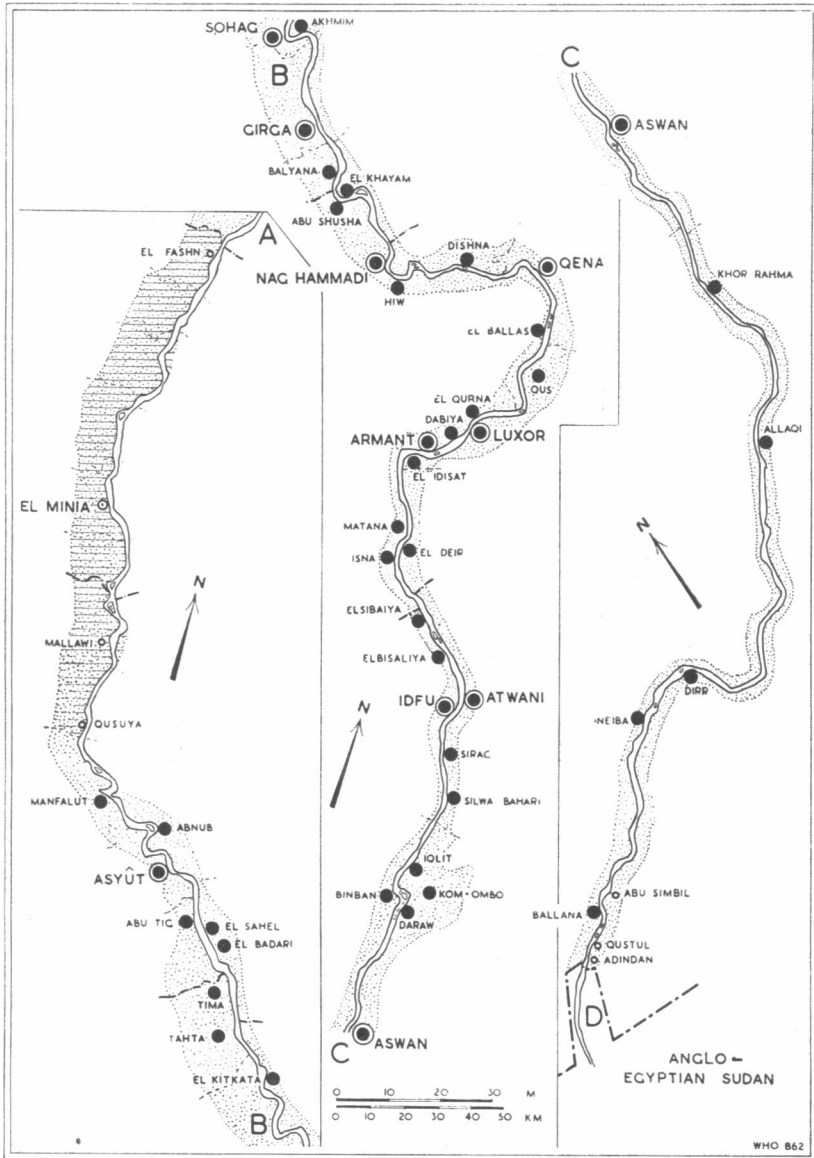 SOHAG
AKHMIM
B
GIRGA
BALYANA
EL KHAYAM
ABU SHUSHA
NAG HAMMADI
HIW
DISHNA
QENA
EL BALLAS
QUS
EL QURNA
DABIYA
ARMANT
LUXOR
EL IDISAT
MATANA
ISNA
EL DEIR
ELSIBAIYA
ELBISALIYA
IDFU
ATWANI
N
SIRAC
SILWA BAHARI
IQLIT
BINBAN
KOM-OMBO
DARAW
C
ASWAN
0 10 20 30 M
0 10 20 30 40 50 KM
A
EL FASHN
EL MINIA
N
MALLAWI
QUSUYA
MANFALUT
ABNUB
ASYÛT
ABU TIG
EL SAHEL
EL BADARI
TIMA
TAHTA
EL KITKATA
B
C
ASWAN
KHOR RAHMA
ALLAQI
N
DIRR
NEIBA
ABU SIMBIL
BALLANA
QUSTUL
ADINDAN
D
ANGLO-
EGYPTIAN SUDAN
WHO 862